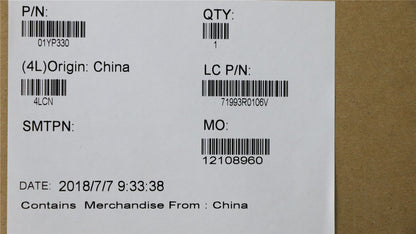 P/N:
QTY:
01YP330
1
(4L)Origin: China
LC P/N:
4LCN
71993R0106V
SMTPN:
MO:
12108960
DATE: 2018/7/7 9:33:38
Contains Merchandise From : China